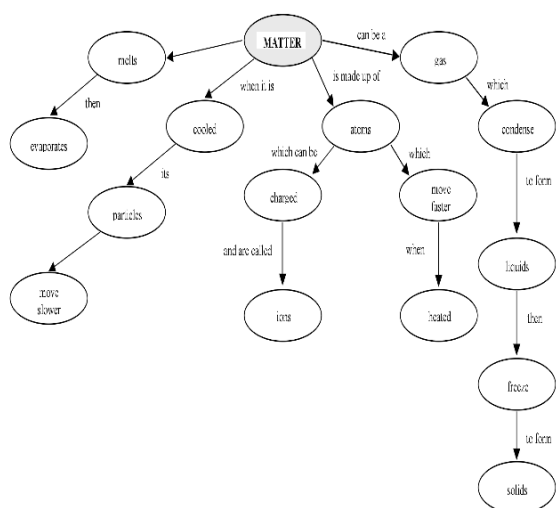 MATTER
can be a
melts
gas
when it is
is made up of
which
then
cooled
atoms
condense
evaporates
which can be
which
its
to form
charged
move
faster
particles
and are called
when
liquids
move
slower
ions
heated
then
freeze
to form
solids